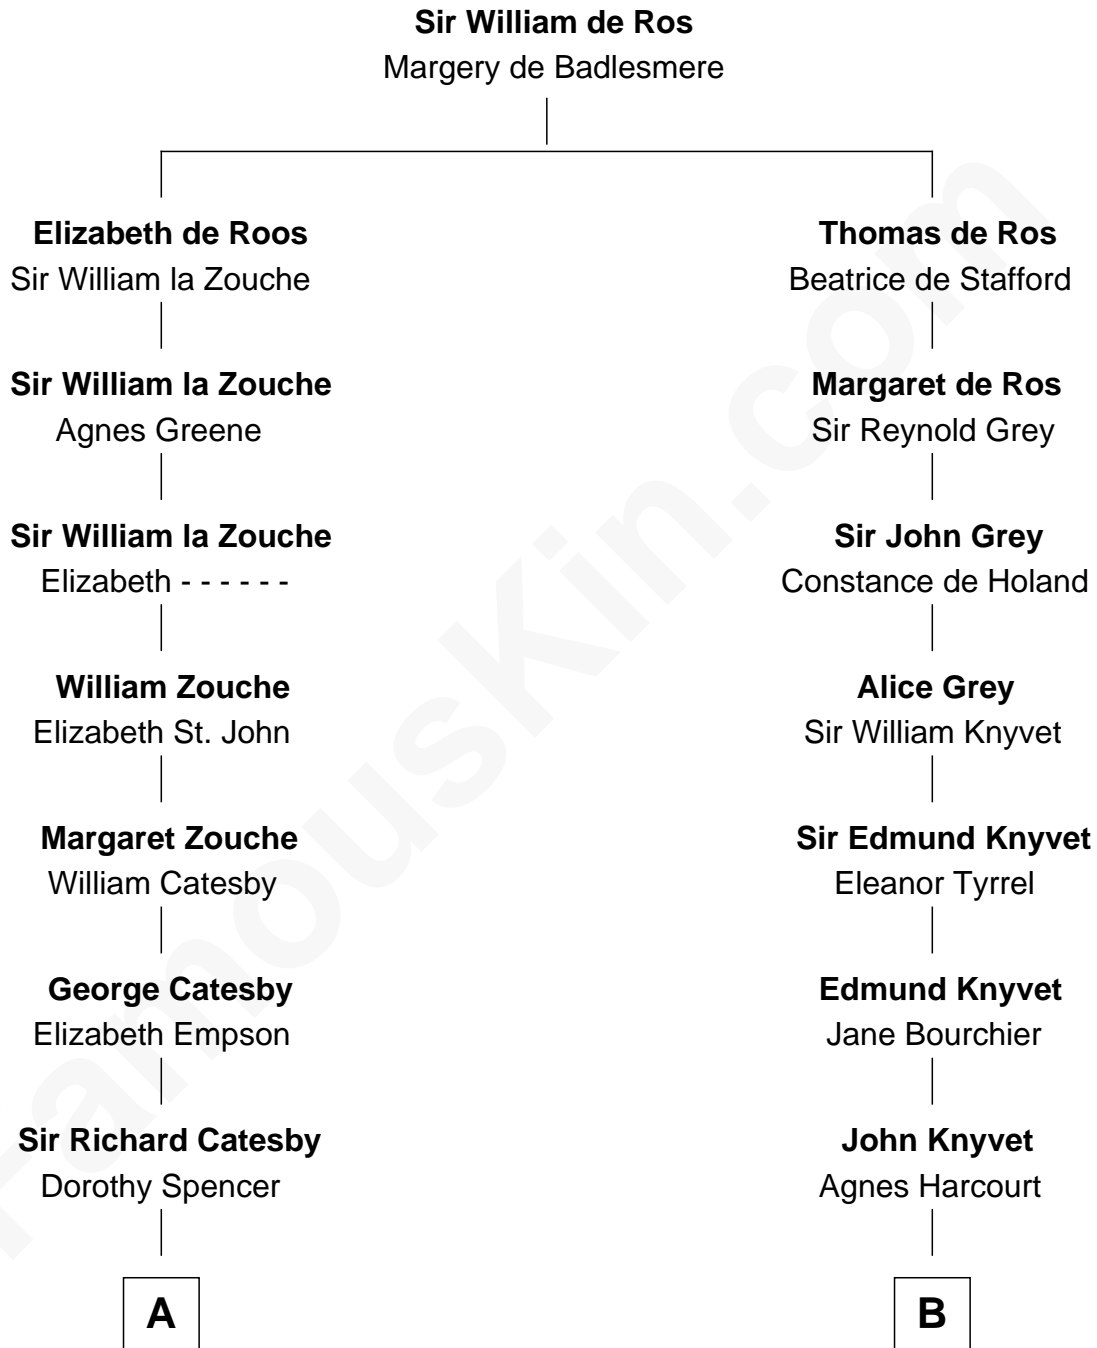 Sir William de Ros
Margery de Badlesmere
Elizabeth de Roos
Sir William la Zouche
Thomas de Ros
Beatrice de Stafford
Sir William la Zouche
Agnes Greene
Margaret de Ros
Sir Reynold Grey
Sir William la Zouche
Elizabeth - - - - - -
Sir John Grey
Constance de Holand
William Zouche
Elizabeth St. John
Alice Grey
Sir William Knyvet
Margaret Zouche
William Catesby
Sir Edmund Knyvet
Eleanor Tyrrel
George Catesby
Elizabeth Empson
Edmund Knyvet
Jane Bourchier
Sir Richard Catesby
Dorothy Spencer
John Knyvet
Agnes Harcourt
A
B
FamousKin.com